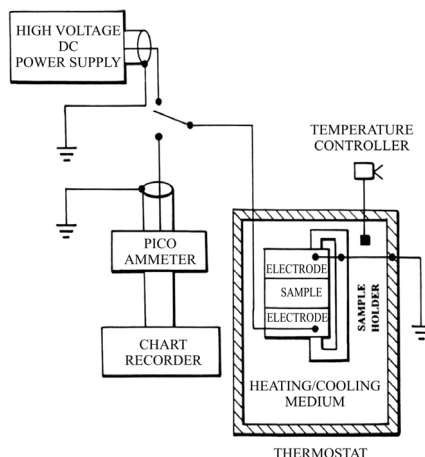 HIGH VOLTAGE
DC
POWER SUPPLY
TEMPERATURE
CONTROLLER
PICO
AMMETER
ELECTRODE
SAMPLE
ELECTRODE
SAMPLE
HOLDER
CHART
RECORDER
HEATING/COOLING
MEDIUM
THERMOSTAT